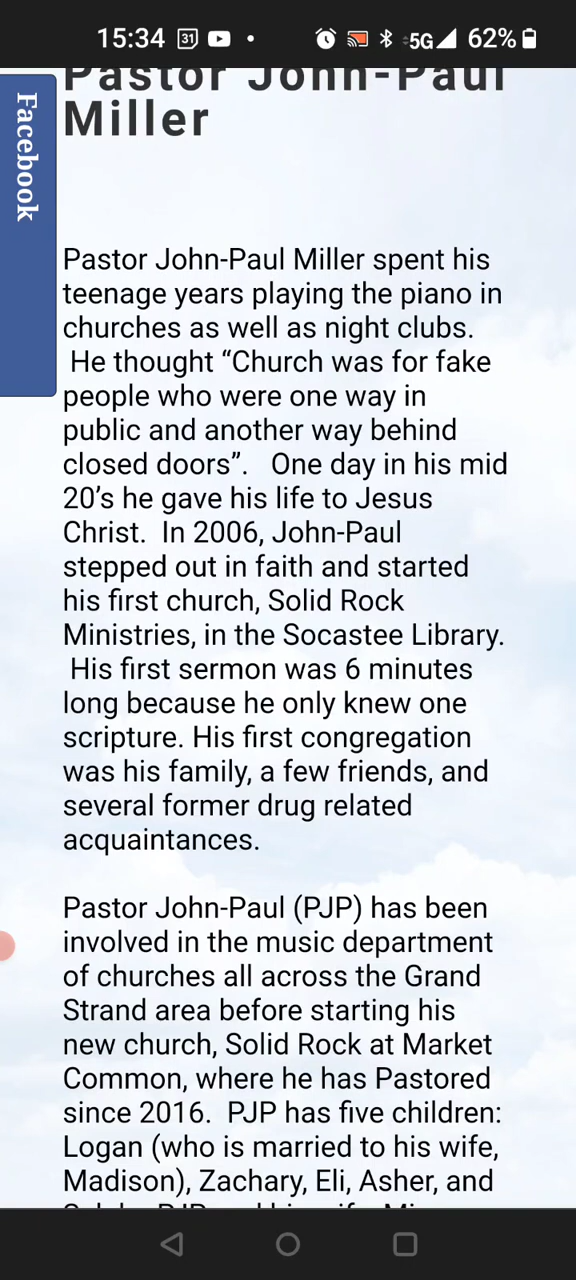 15:34 31 5G 62%
Facebook
Pastor John-Paul
Miller
Pastor John-Paul Miller spent his
teenage years playing the piano in
churches as well as night clubs.
He thought “Church was for fake
people who were one way in
public and another way behind
closed doors”.   One day in his mid
20’s he gave his life to Jesus
Christ.  In 2006, John-Paul
stepped out in faith and started
his first church, Solid Rock
Ministries, in the Socastee Library.
His first sermon was 6 minutes
long because he only knew one
scripture. His first congregation
was his family, a few friends, and
several former drug related
acquaintances.
Pastor John-Paul (PJP) has been
involved in the music department
of churches all across the Grand
Strand area before starting his
new church, Solid Rock at Market
Common, where he has Pastored
since 2016.  PJP has five children:
Logan (who is married to his wife,
Madison), Zachary, Eli, Asher, and